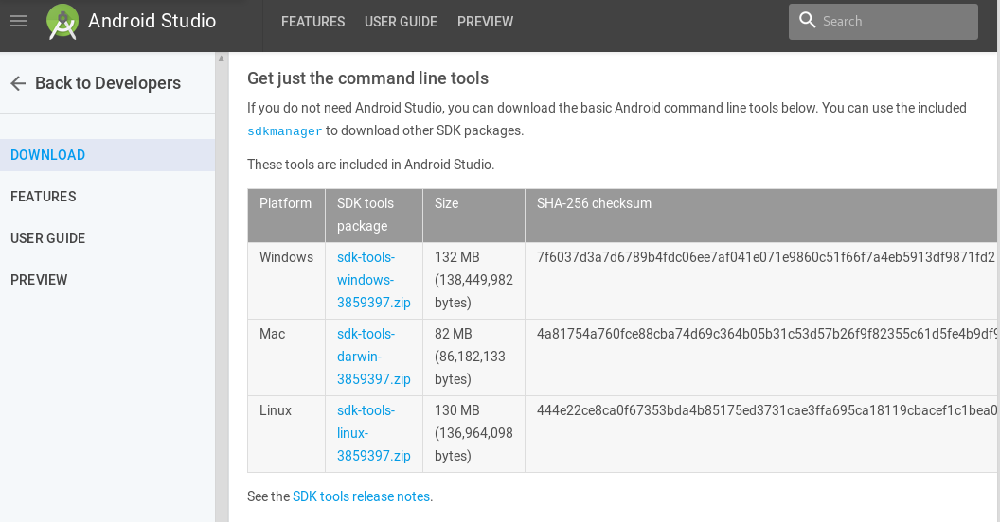 Android Studio
FEATURES USER GUIDE PREVIEW
Search
Back to Developers
DOWNLOAD
FEATURES
USER GUIDE
PREVIEW
Get just the command line tools
If you do not need Android Studio, you can download the basic Android command line tools below. You can use the included
sdkmanager to download other SDK packages.
These tools are included in Android Studio.
Platform
SDK tools
package
Size
SHA-256 checksum
Windows
sdk-tools-
windows-
3859397.zip
132 MB
(138,449,982
bytes)
7f6037d3a7d6789b4fdc06ee7af041e071e9860c51f66f7a4eb5913df9871fd2
Mac
sdk-tools-
darwin-
3859397.zip
82 MB
(86,182,133
bytes)
4a81754a760fce88cba74d69c364b05b31c53d57b26f9f82355c61d5fe4b9df9
Linux
sdk-tools-
linux-
3859397.zip
130 MB
(136,964,098
bytes)
444e22ce8ca0f67353bda4b85175ed3731cae3ffa695ca18119cbacef1c1bea0
See the SDK tools release notes.